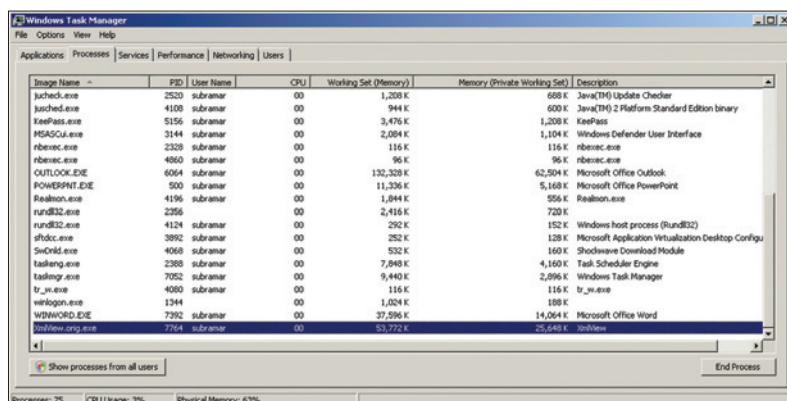 Windows Task Manager
File Options View Help
Applications Processes Services Performance Networking Users
Image Name PID User Name CPU Working Set (Memory) Memory (Private Working Set) Description
jucheck.exe 2520 subramar 00 1,208 K 688 K Java(TM) Update Checker
jusched.exe 4108 subramar 00 944 K 600 K Java(TM) 2 Platform Standard Edition binary
KeePass.exe 5156 subramar 00 3,476 K 1,208 K KeePass
MSASCui.exe 3144 subramar 00 2,084 K 1,104 K Windows Defender User Interface
nbexec.exe 2328 subramar 00 116 K 116 K nbexec.exe
nbexec.exe 4860 subramar 00 96 K 96 K nbexec.exe
OUTLOOK.EXE 6064 subramar 00 132,328 K 62,504 K Microsoft Office Outlook
POWERPNT.EXE 500 subramar 00 11,336 K 5,168 K Microsoft Office PowerPoint
Realmon.exe 4196 subramar 00 1,844 K 556 K Realmon.exe
rundll32.exe 2356 00 2,416 K 720 K
rundll32.exe 4124 subramar 00 292 K 152 K Windows host process (Rundll32)
sftdcc.exe 3892 subramar 00 252 K 128 K Microsoft Application Virtualization Desktop Configu
SwDnld.exe 4068 subramar 00 532 K 160 K Shockwave Download Module
taskeng.exe 2388 subramar 00 7,848 K 4,160 K Task Scheduler Engine
taskmgr.exe 7052 subramar 00 9,440 K 2,896 K Windows Task Manager
tr_w.exe 4080 subramar 00 116 K 116 K tr_w.exe
winlogon.exe 1344 00 1,024 K 188 K
WINWORD.EXE 7392 subramar 00 37,596 K 14,064 K Microsoft Office Word
XmlView.orig.exe 7764 subramar 00 53,772 K 25,648 K XmlView
Show processes from all users End Process
Processes: 75 CPU Usage: 3% Physical Memory: 63%